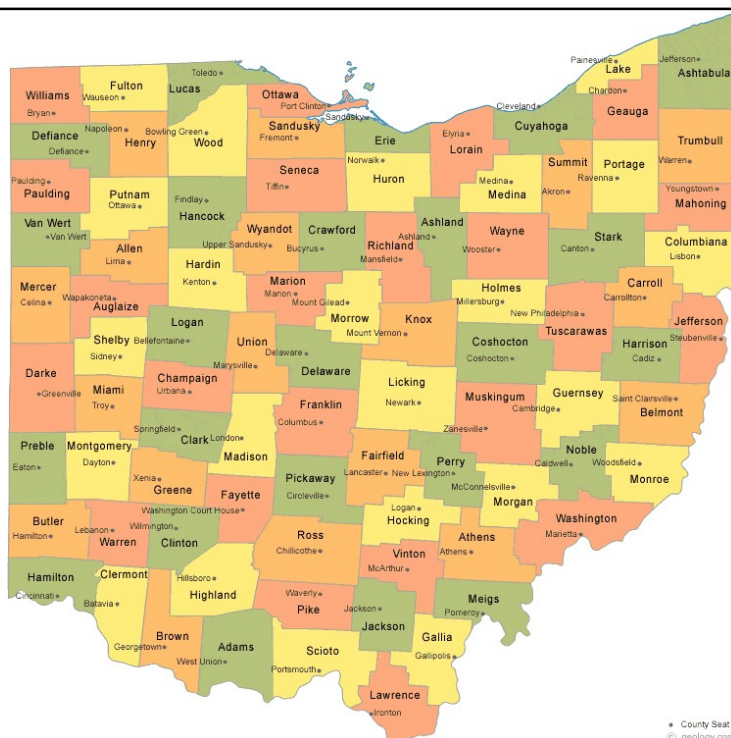 Painesville
Lake
Jefferson
Ashtabula
Toledo
Fulton
Wauseon
Lucas
Williams
Bryan
Ottawa
Port Clinton
Chardon
Geauga
Cleveland
Cuyahoga
Sandusky
Defiance
Defiance
Napoleon
Henry
Bowling Green
Wood
Sandusky
Fremont
Erie
Norwalk
Huron
Elyria
Lorain
Medina
Medina
Summit
Akron
Portage
Ravenna
Trumbull
Warren
Youngstown
Mahoning
Paulding
Paulding
Putnam
Ottawa
Findlay
Hancock
Seneca
Tiffin
Van Wert
Van Wert
Allen
Lima
Wyandot
Upper Sandusky
Crawford
Bucyrus
Richland
Mansfield
Ashland
Ashland
Wayne
Wooster
Stark
Canton
Columbiana
Lisbon
Mercer
Celina
Wapakoneta
Auglaize
Hardin
Kenton
Marion
Marion
Mount Gilead
Morrow
Knox
Mount Vernon
Holmes
Millersburg
New Philadelphia
Tuscarawas
Carroll
Carrollton
Jefferson
Steubenville
Shelby
Sidney
Logan
Bellefontaine
Union
Marysville
Delaware
Delaware
Coshocton
Coshocton
Harrison
Cadiz
Darke
Greenville
Miami
Troy
Champaign
Urbana
Franklin
Columbus
Licking
Newark
Muskingum
Zanesville
Guernsey
Cambridge
Saint Clairsville
Belmont
Springfield
Clark
London
Madison
Preble
Eaton
Montgomery
Dayton
Xenia
Greene
Fayette
Washington Court House
Pickaway
Circleville
Fairfield
Lancaster
New Lexington
Perry
McConnelsville
Morgan
Noble
Caldwell
Woodsfield
Monroe
Butler
Hamilton
Lebanon
Warren
Wilmington
Clinton
Ross
Chillicothe
Logan
Hocking
Athens
Athens
Washington
Marietta
Vinton
McArthur
Hamilton
Cincinnati
Clermont
Batavia
Hillsboro
Highland
Waverly
Pike
Jackson
Jackson
Meigs
Pomeroy
Brown
Georgetown
West Union
Adams
Scioto
Portsmouth
Gallia
Gallipolis
Lawrence
Ironton
County Seat
© geology.com